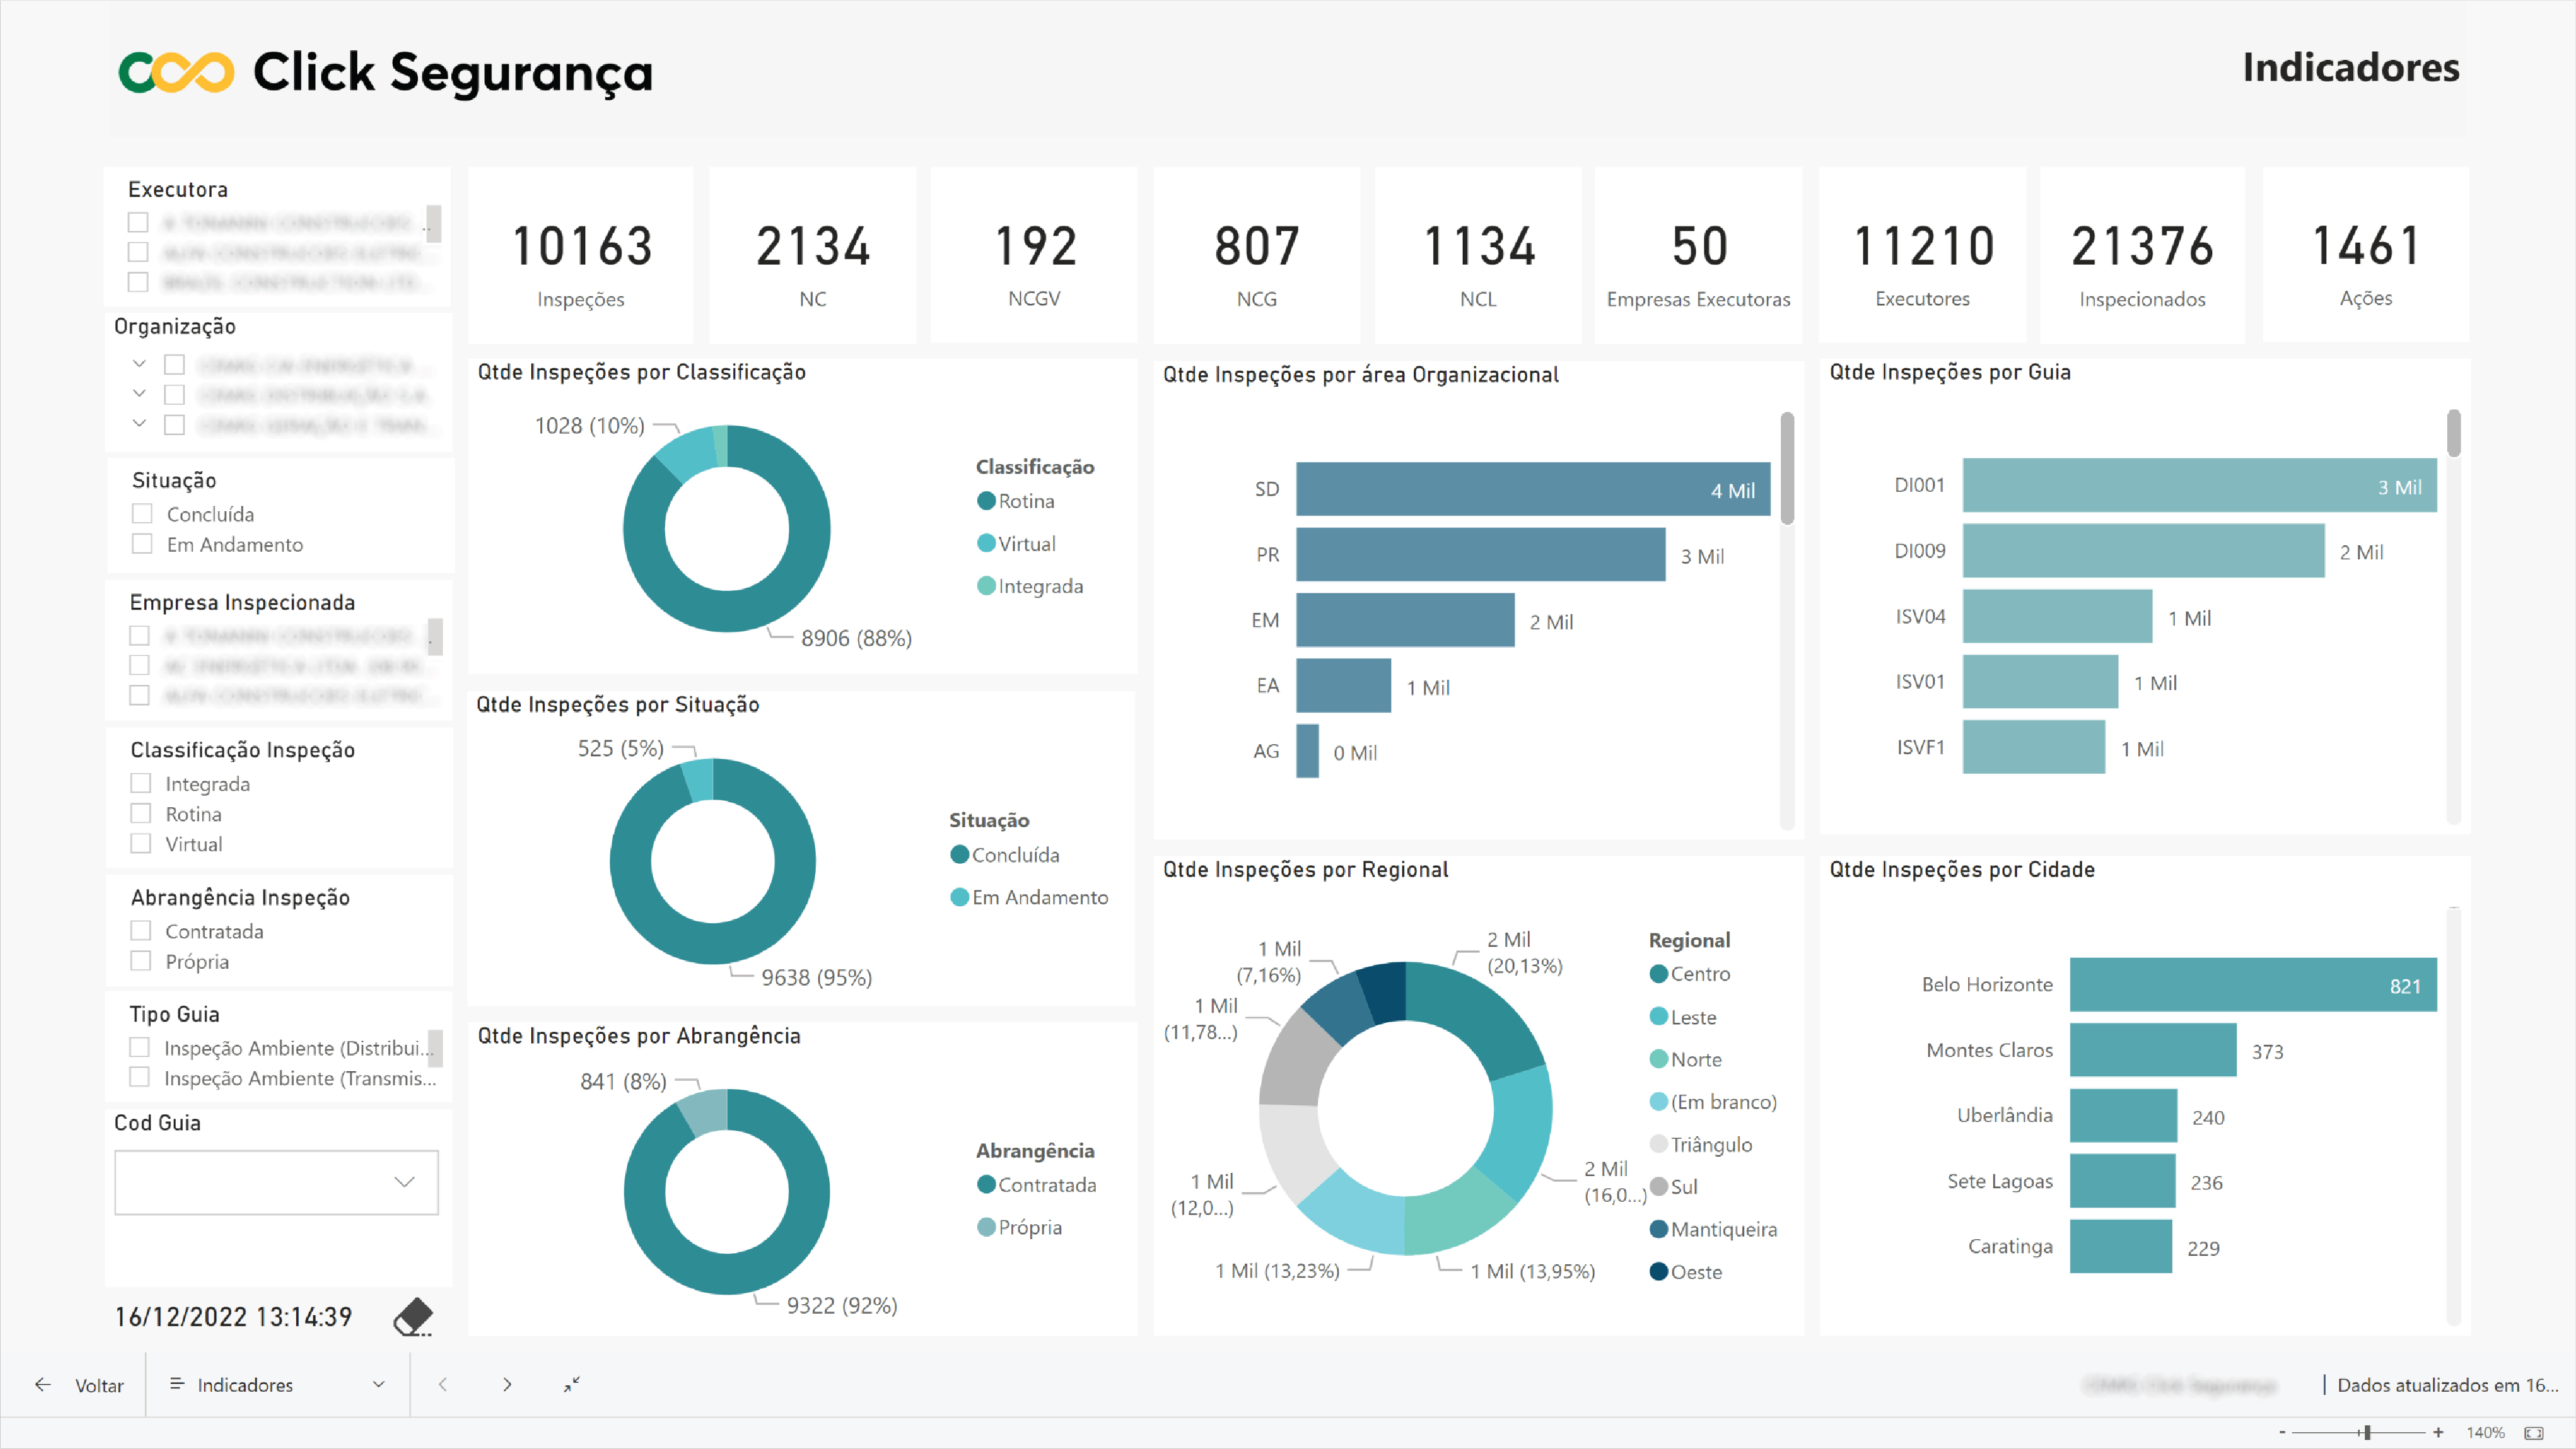 Click Segurança
Indicadores
Executora
Organização
Situação
Concluída
Em Andamento
Empresa Inspecionada
Classificação Inspeção
Integrada
Rotina
Virtual
Abrangência Inspeção
Contratada
Própria
Tipo Guia
Inspeção Ambiente (Distribui...
Inspeção Ambiente (Transmis...
Cod Guia
16/12/2022 13:14:39
10163
Inspeções
2134
NC
192
NCGV
807
NCG
1134
NCL
50
Empresas Executoras
11210
Executores
21376
Inspecionados
1461
Ações
Qtde Inspeções por Classificação
1028 (10%)
8906 (88%)
Classificação
Rotina
Virtual
Integrada
Qtde Inspeções por Situação
525 (5%)
9638 (95%)
Situação
Concluída
Em Andamento
Qtde Inspeções por Abrangência
841 (8%)
9322 (92%)
Abrangência
Contratada
Própria
Qtde Inspeções por área Organizacional
SD 4 Mil
PR 3 Mil
EM 2 Mil
EA 1 Mil
AG 0 Mil
Qtde Inspeções por Regional
2 Mil
(20,13%)
2 Mil
(16,0...)
1 Mil (13,95%)
1 Mil (13,23%)
1 Mil
(12,0...)
1 Mil
(11,78...)
1 Mil
(7,16%)
Regional
Centro
Leste
Norte
(Em branco)
Triângulo
Sul
Mantiqueira
Oeste
Qtde Inspeções por Guia
DI001 3 Mil
DI009 2 Mil
ISV04 1 Mil
ISV01 1 Mil
ISVF1 1 Mil
Qtde Inspeções por Cidade
Belo Horizonte 821
Montes Claros 373
Uberlândia 240
Sete Lagoas 236
Caratinga 229
Voltar
Indicadores
Dados atualizados em 16...
- + 140%